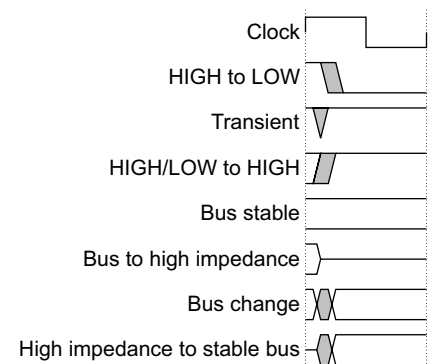 Clock
HIGH to LOW
Transient
HIGH/LOW to HIGH
Bus stable
Bus to high impedance
Bus change
High impedance to stable bus